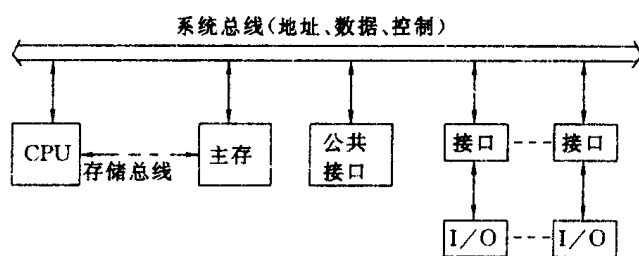 系统总线(地址、数据、控制)
CPU
存储总线
主存
公共
接口
接口
接口
I/O
I/O